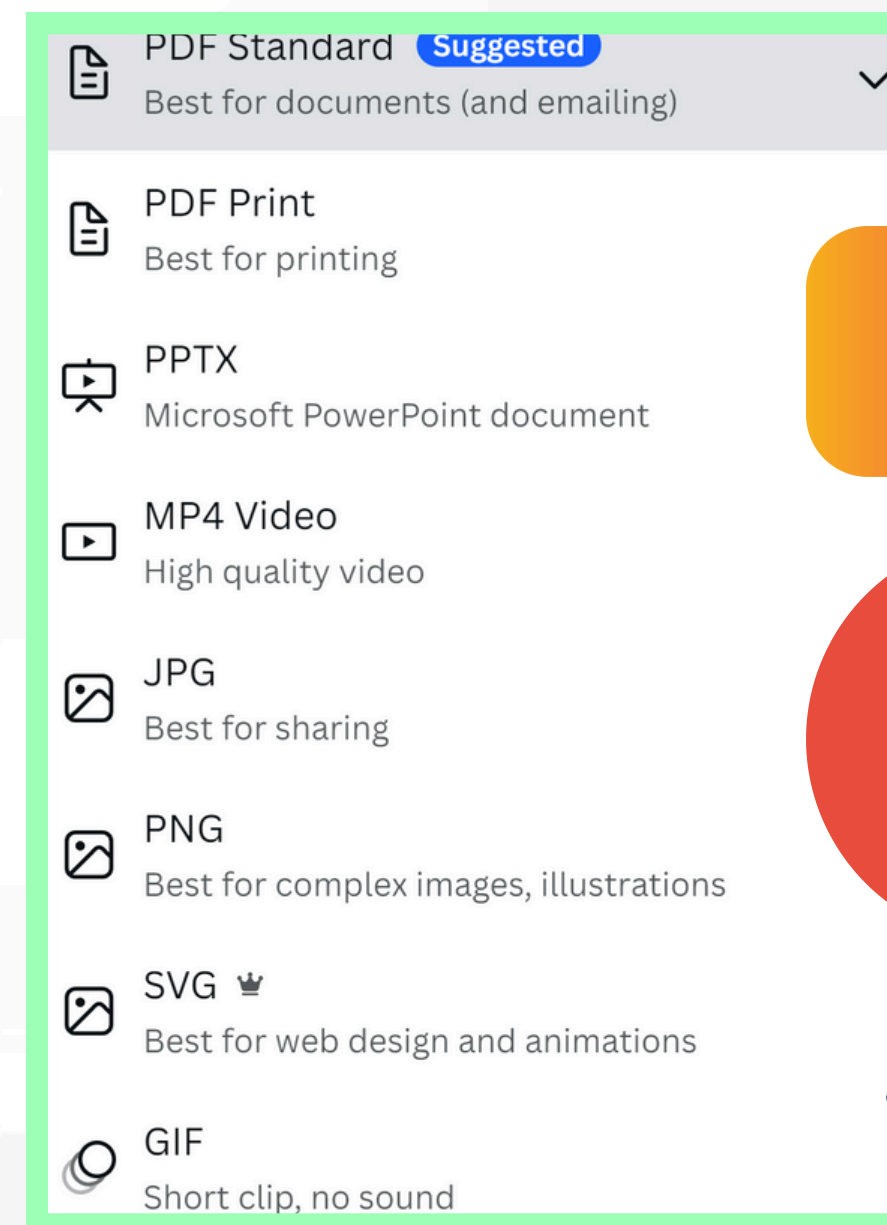 PDF Standard Suggested
Best for documents (and emailing)
PDF Print
Best for printing
PPTX
Microsoft PowerPoint document
MP4 Video
High quality video
JPG
Best for sharing
PNG
Best for complex images, illustrations
SVG
Best for web design and animations
GIF
Short clip, no sound